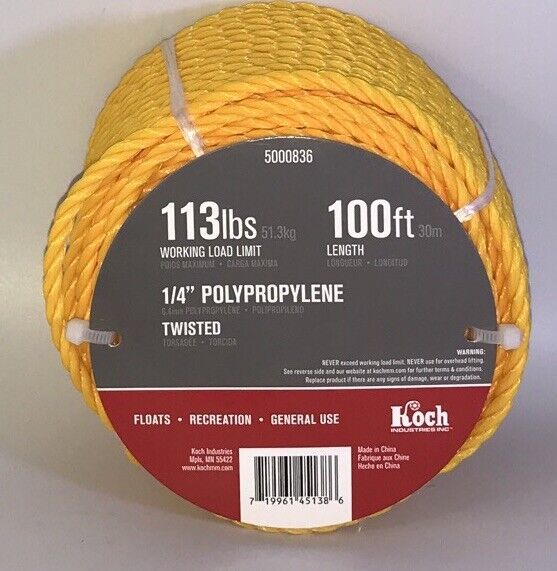 5000836
113lbs 51.3kg
WORKING LOAD LIMIT
POIDS MAXIMUM • CARGA MAXIMA
100ft 30m
LENGTH
LONGUEUR • LONGITUD
1/4" POLYPROPYLENE
6.4mm POLYPROPYLÈNE • POLIPROPILENO
TWISTED
TORSADÉE • TORCIDA
WARNING:
NEVER exceed working load limit. NEVER use for overhead lifting.
See reverse side and our website at kochmm.com for further terms & conditions.
Replace product if there are any signs of damage, wear or degradation.
FLOATS • RECREATION • GENERAL USE
Koch
INDUSTRIES INC™
Koch Industries
Mpls, MN 55422
www.kochmm.com
Made in China
Fabrique aux Chine
Hecho en China
7 19961 45138 6